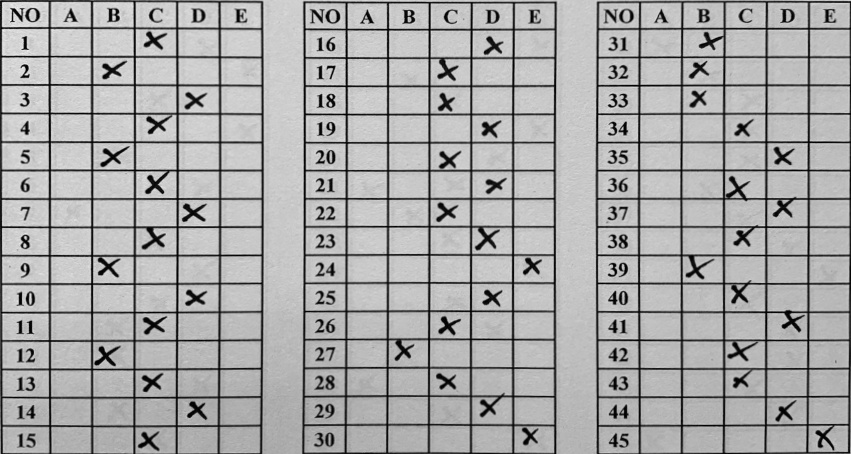 NO A B C D E
1 X
2 X
3 X
4 X
5 X
6 X
7 X
8 X
9 X
10 X
11 X
12 X
13 X
14 X
15 X
NO A B C D E
16 X
17 X
18 X
19 X
20 X
21 X
22 X
23 X
24 X
25 X
26 X
27 X
28 X
29 X
30 X
NO A B C D E
31 X
32 X
33 X
34 X
35 X
36 X
37 X
38 X
39 X
40 X
41 X
42 X
43 X
44 X
45 X